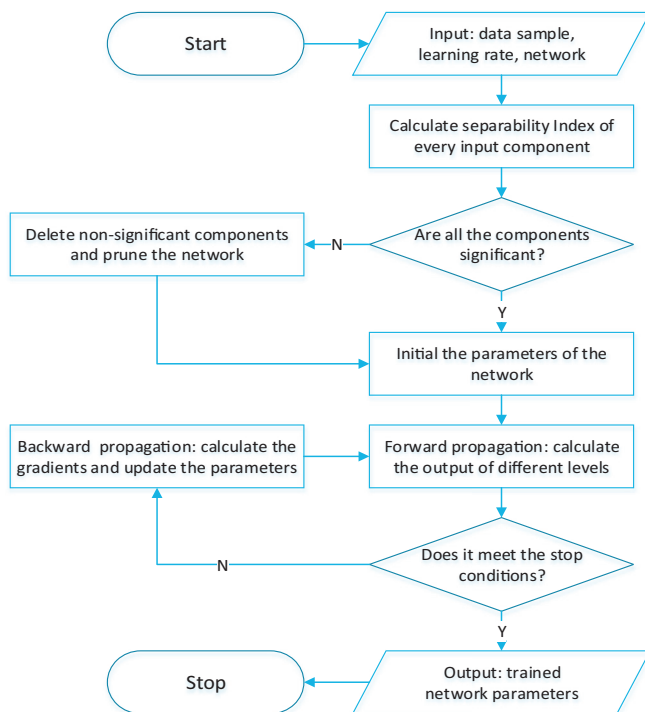 Start
Input: data sample,
learning rate, network
Calculate separability Index of
every input component
Are all the components
significant?
N
Delete non-significant components
and prune the network
Y
Initial the parameters of the
network
Backward propagation: calculate the
gradients and update the parameters
Forward propagation: calculate
the output of different levels
Does it meet the stop
conditions?
N
Y
Stop
Output: trained
network parameters